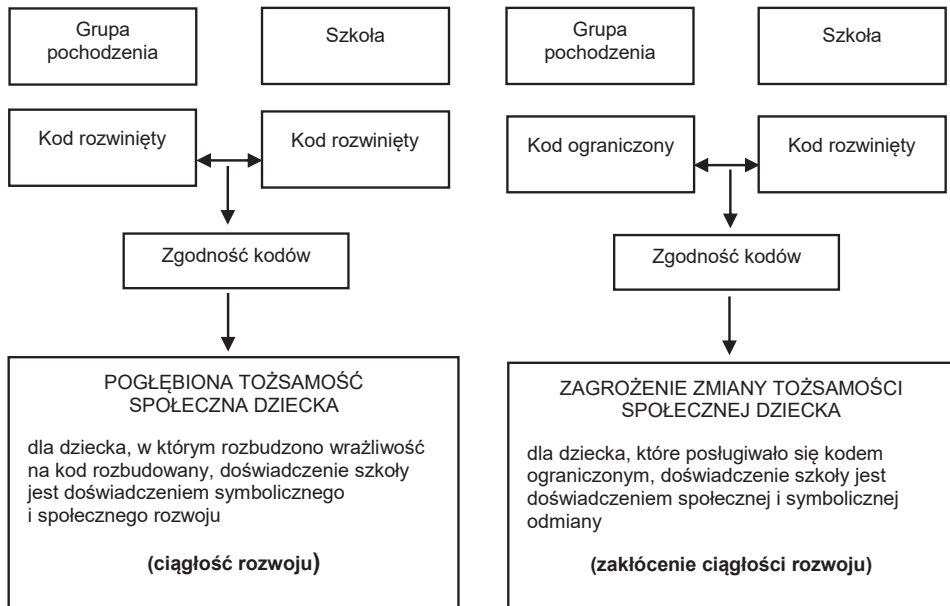 Grupa
pochodzenia
Szkoła
Kod rozwinięty
Kod rozwinięty
Zgodność kodów
POGŁĘBIONA TOŻSAMOŚĆ
SPOŁECZNA DZIECKA
dla dziecka, w którym rozbudzono wrażliwość
na kod rozbudowany, doświadczenie szkoły
jest doświadczeniem symbolicznego
i społecznego rozwoju
(ciągłość rozwoju)
Grupa
pochodzenia
Szkoła
Kod ograniczony
Kod rozwinięty
Zgodność kodów
ZAGROŻENIE ZMIANY TOŻSAMOŚCI
SPOŁECZNEJ DZIECKA
dla dziecka, które posługiwało się kodem
ograniczonym, doświadczenie szkoły jest
doświadczeniem społecznej i symbolicznej
odmiany
(zakłócenie ciągłości rozwoju)